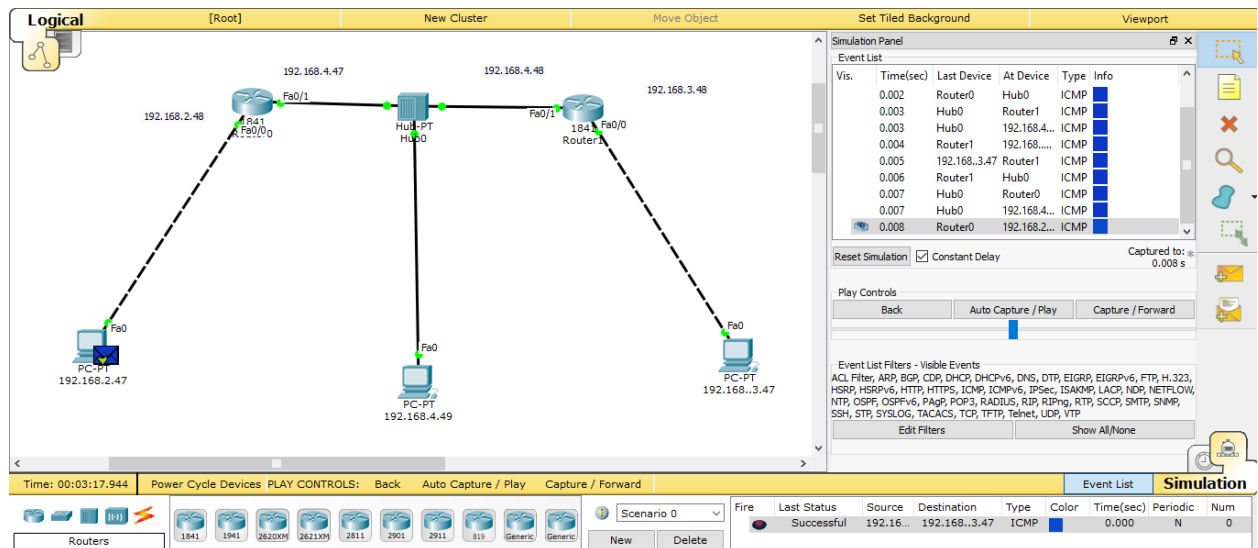 Logical [Root] New Cluster Move Object Set Tiled Background Viewport
192.168.4.47
192.168.4.48
192.168.3.48
192.168.2.48
Fa0/1
Fa0/1
1841
Fa0/0
Hub-PT
Hub0
1841
Router1
Fa0/0
Fa0
PC-PT
192.168.2.47
Fa0
PC-PT
192.168.4.49
Fa0
PC-PT
192.168..3.47
Simulation Panel
Event List
Vis. Time(sec) Last Device At Device Type Info
0.002 Router0 Hub0 ICMP
0.003 Hub0 Router1 ICMP
0.003 Hub0 192.168.4... ICMP
0.004 Router1 192.168..... ICMP
0.005 192.168..3.47 Router1 ICMP
0.006 Router1 Hub0 ICMP
0.007 Hub0 Router0 ICMP
0.007 Hub0 192.168.4... ICMP
0.008 Router0 192.168.2... ICMP
Reset Simulation Constant Delay Captured to:
0.008 s
Play Controls
Back Auto Capture / Play Capture / Forward
Event List Filters - Visible Events
ACL Filter, ARP, BGP, CDP, DHCP, DHCPv6, DNS, DTP, EIGRP, EIGRPv6, FTP, H.323,
HSRP, HSRPv6, HTTP, HTTPS, ICMP, ICMPv6, IPSec, ISAKMP, LACP, NDP, NETFLOW,
NTP, OSPF, OSPFv6, PAgP, POP3, RADIUS, RIP, RIPng, RTP, SCCP, SMTP, SNMP,
SSH, STP, SYSLOG, TACACS, TCP, TFTP, Telnet, UDP, VTP
Edit Filters Show All/None
Time: 00:03:17.944 Power Cycle Devices PLAY CONTROLS: Back Auto Capture / Play Capture / Forward Event List Simulation
Routers
1841 1941 2620XM 2621XM 2811 2901 2911 819 Generic Generic
Scenario 0
New Delete
Fire Last Status Source Destination Type Color Time(sec) Periodic Num
Successful 192.16... 192.168..3.47 ICMP 0.000 N 0